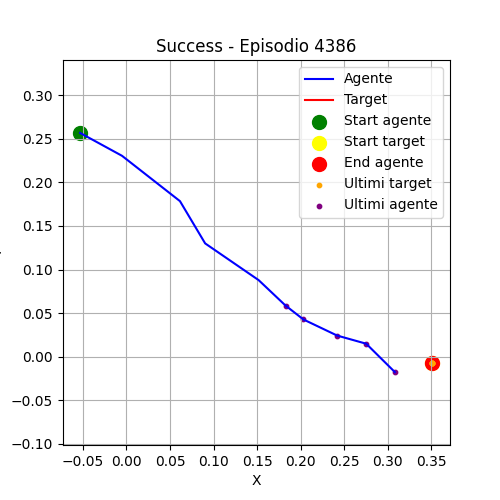 Success - Episodio 4386
Agente
Target
Start agente
Start target
End agente
Ultimi target
Ultimi agente
0.30
0.25
0.20
0.15
0.10
0.05
0.00
−0.05
−0.10
−0.05 0.00 0.05 0.10 0.15 0.20 0.25 0.30 0.35
X